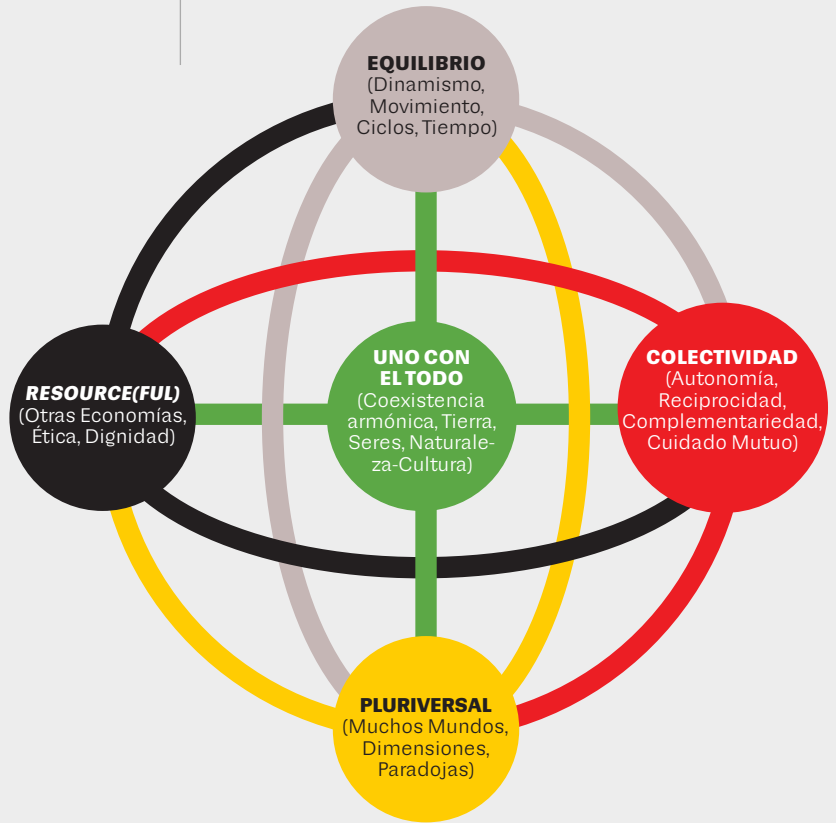 EQUILIBRIO
(Dinamismo,
Movimiento,
Ciclos, Tiempo)
RESOURCE(FUL)
(Otras Economías,
Ética, Dignidad)
UNO CON
EL TODO
(Coexistencia
armónica, Tierra,
Seres, Naturale-
za-Cultura)
COLECTIVIDAD
(Autonomía,
Reciprocidad,
Complementariedad,
Cuidado Mutuo)
PLURIVERSAL
(Muchos Mundos,
Dimensiones,
Paradojas)